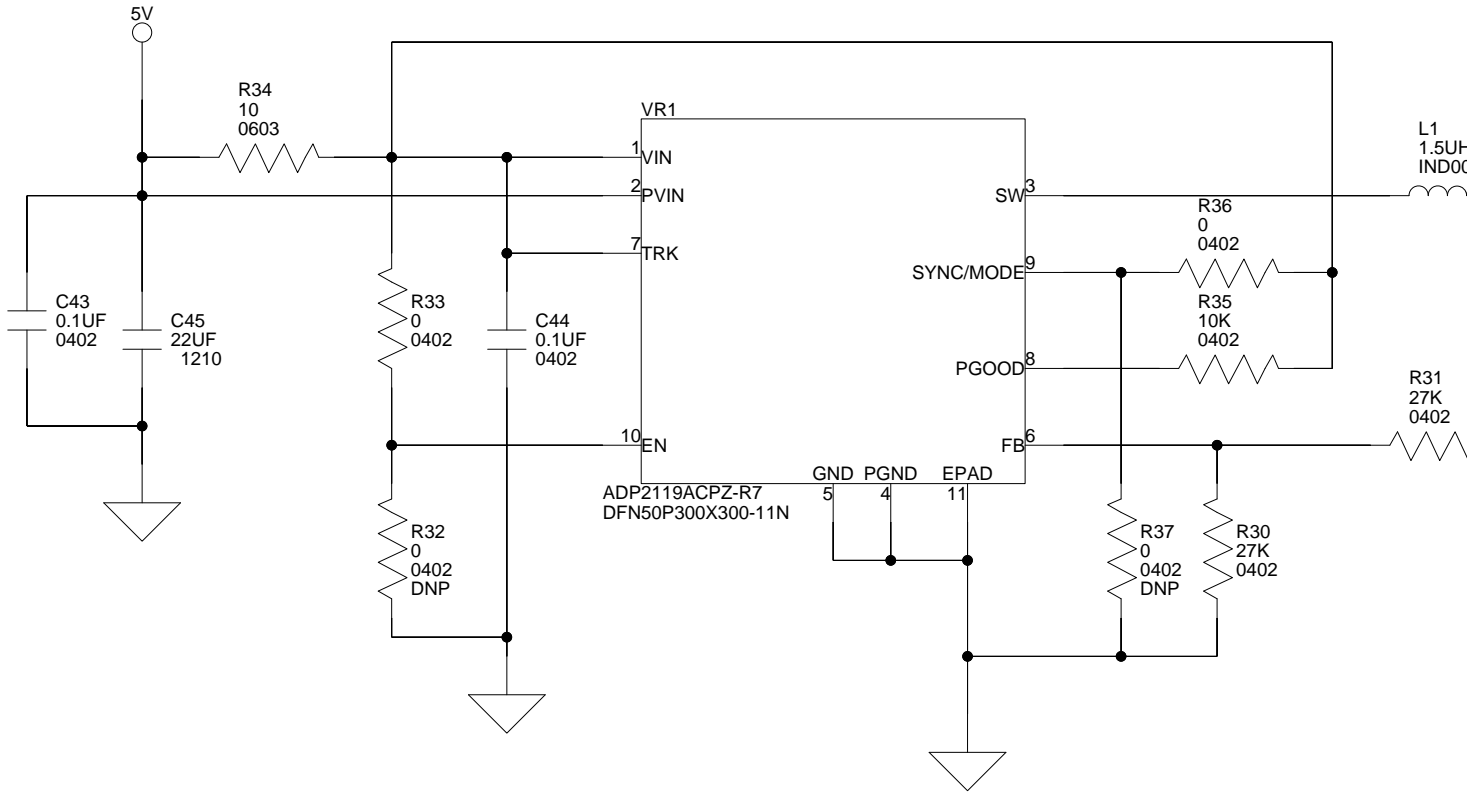 5V
R34
10
0603
VR1
L1
1.5UH
1
VIN
2
PVIN
SW
3
R36
0
0402
7
TRK
SYNC/MODE
9
C43
0.1UF
0402
C45
22UF
1210
R33
0
0402
C44
0.1UF
0402
R35
10K
0402
PGOOD
8
R31
27K
0402
10
EN
FB
6
GND
PGND
EPAD
5
4
11
ADP2119ACPZ-R7
DFN50P300X300-11N
R32
0
0402
DNP
R37
0
0402
DNP
R30
27K
0402